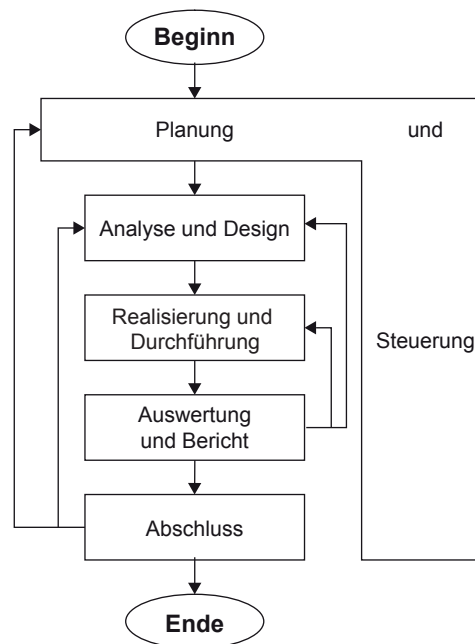 Beginn
Planung und
Analyse und Design
Realisierung und
Durchführung
Steuerung
Auswertung
und Bericht
Abschluss
Ende